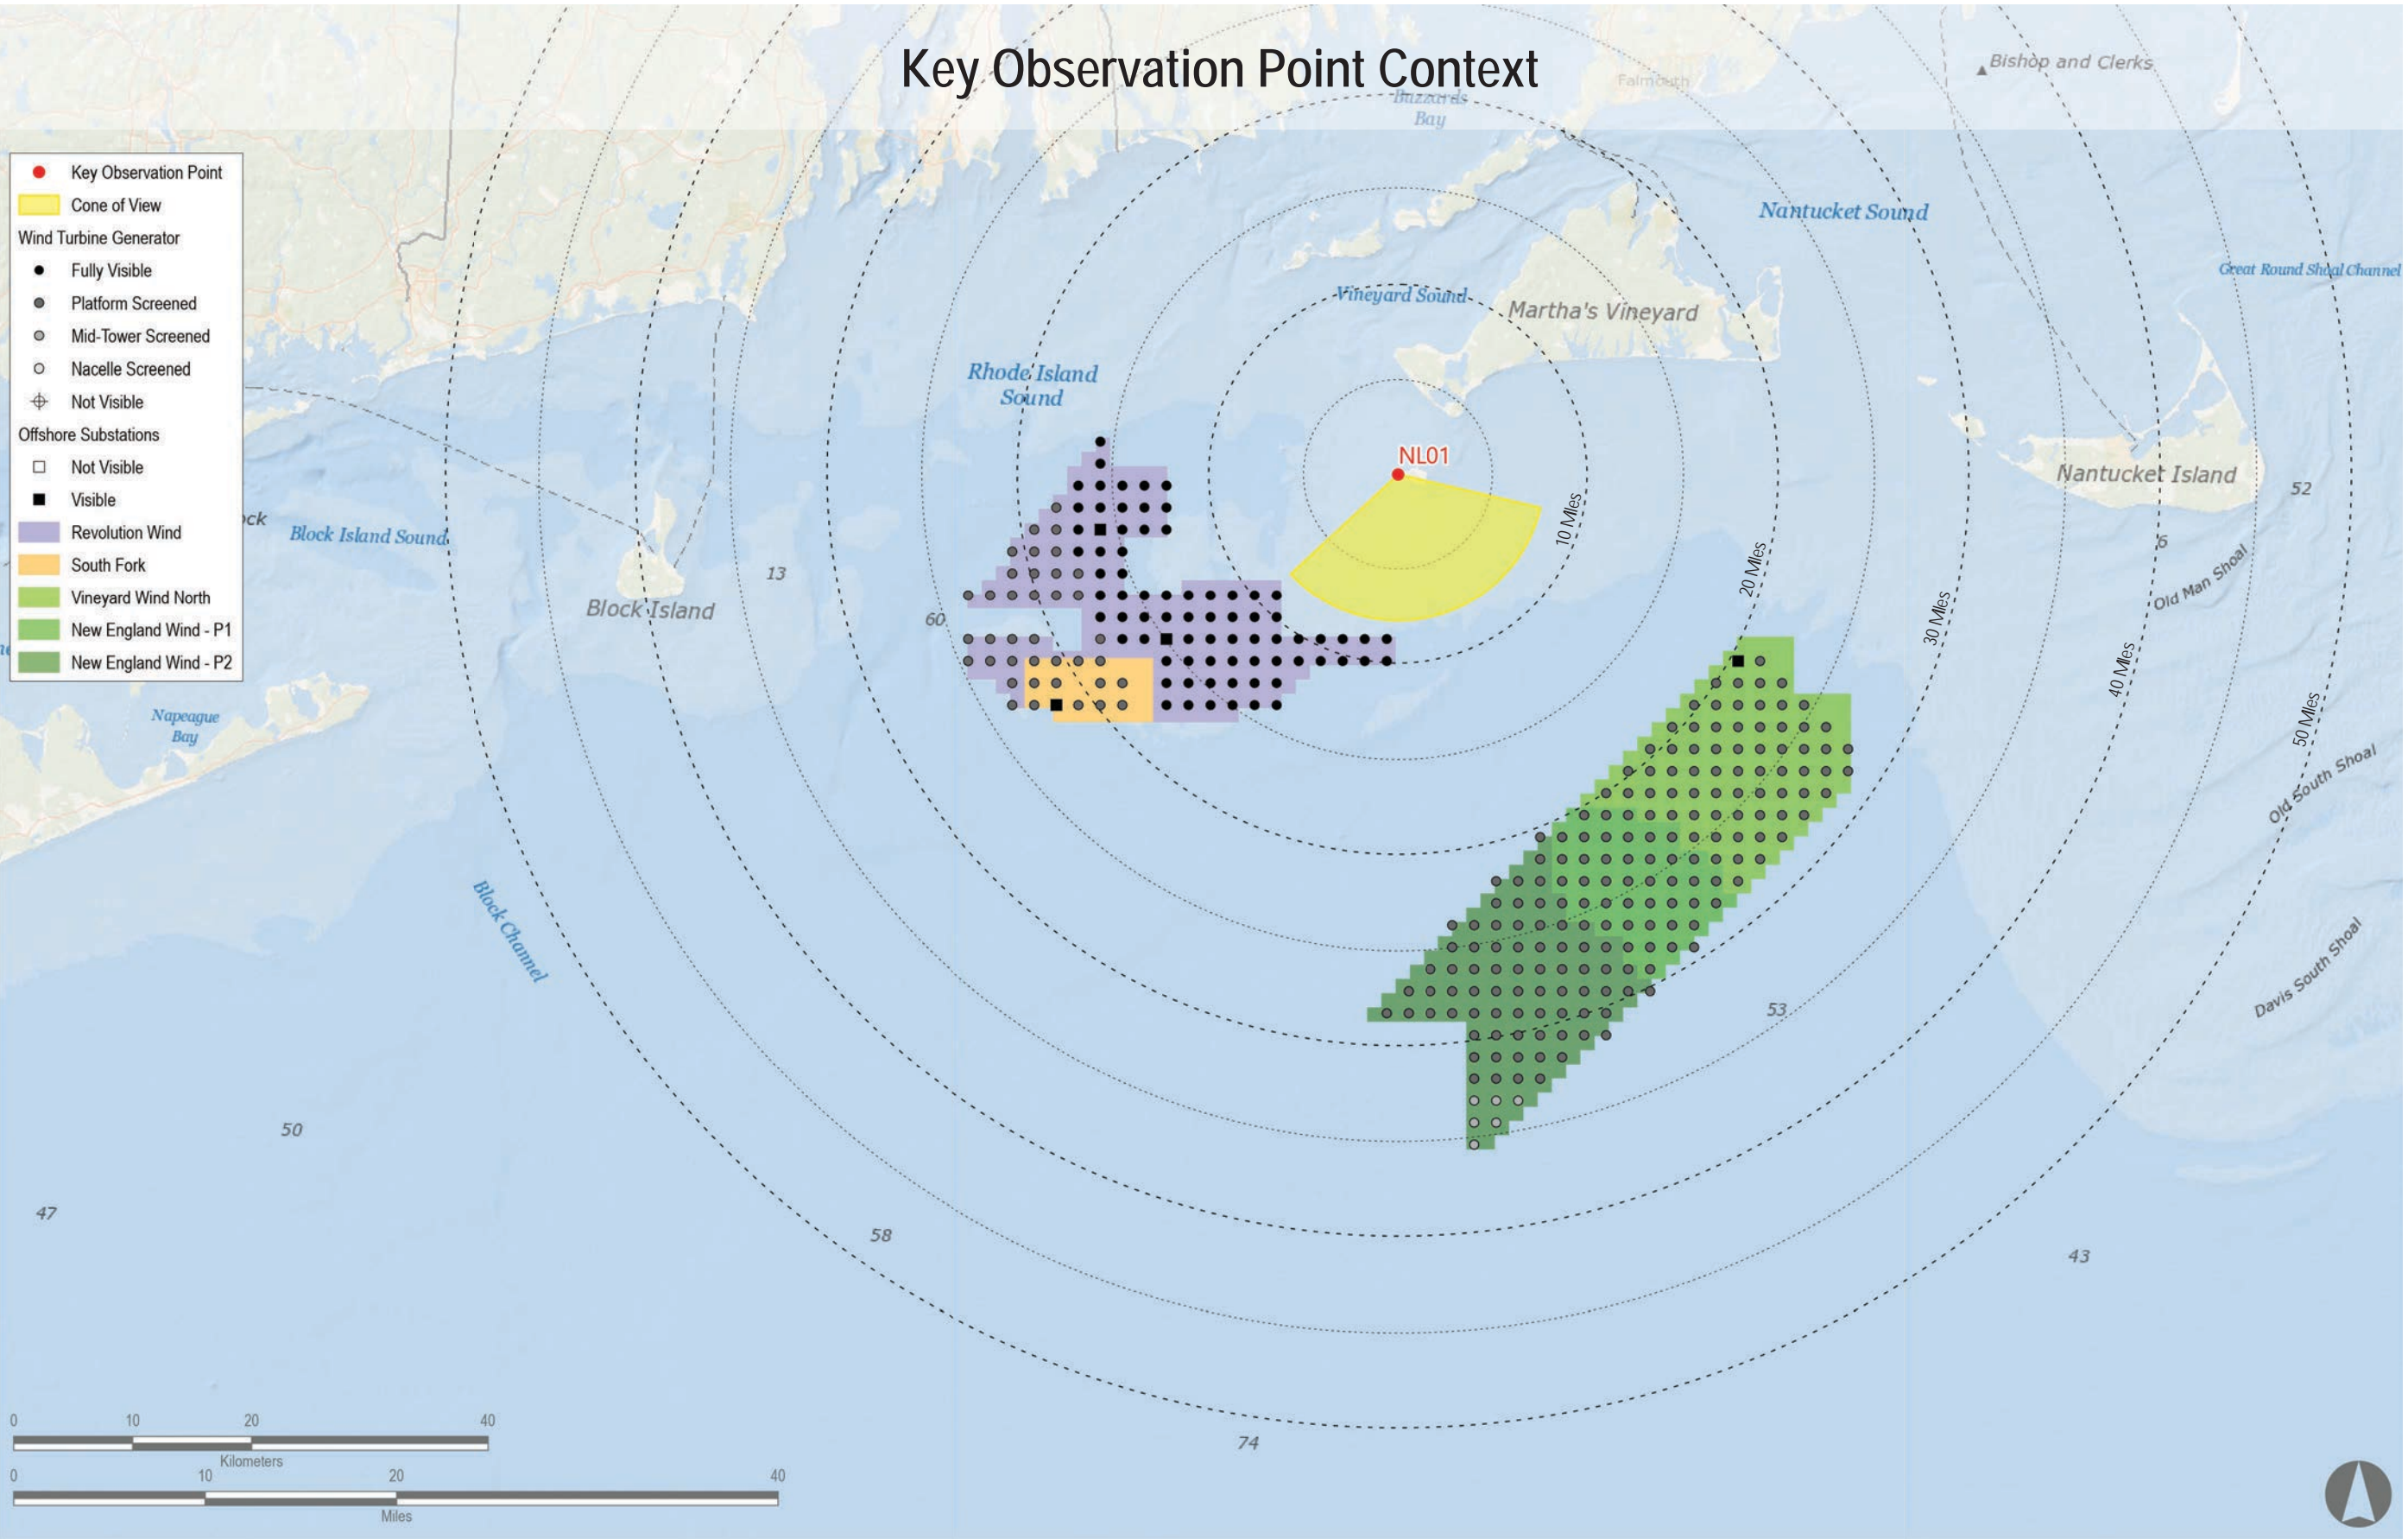 Key Observation Point Context
Bishop and Clerks
Falmouth
Buzzards
Bay
Key Observation Point
Cone of View
Wind Turbine Generator
Fully Visible
Platform Screened
Mid-Tower Screened
Nacelle Screened
Not Visible
Offshore Substations
Not Visible
Visible
Revolution Wind
South Fork
Vineyard Wind North
New England Wind - P1
New England Wind - P2
Nantucket Sound
Great Round Shoal Channel
Vineyard Sound
Martha's Vineyard
Rhode Island
Sound
NL01
Nantucket Island
52
ock
Block Island Sound
10 Miles
20 Miles
30 Miles
40 Miles
50 Miles
6
Old Man Shoal
13
Block Island
60
Napeague
Bay
Old South Shoal
Block Channel
Davis South Shoal
53
50
47
58
43
74
0 10 20 40
Kilometers
0 10 20 40
Miles